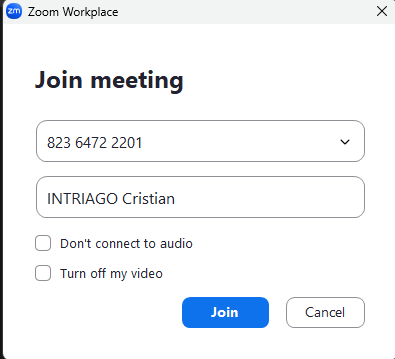 zm Zoom Workplace
Join meeting
823 6472 2201
INTRIAGO Cristian
Don't connect to audio
Turn off my video
Join Cancel